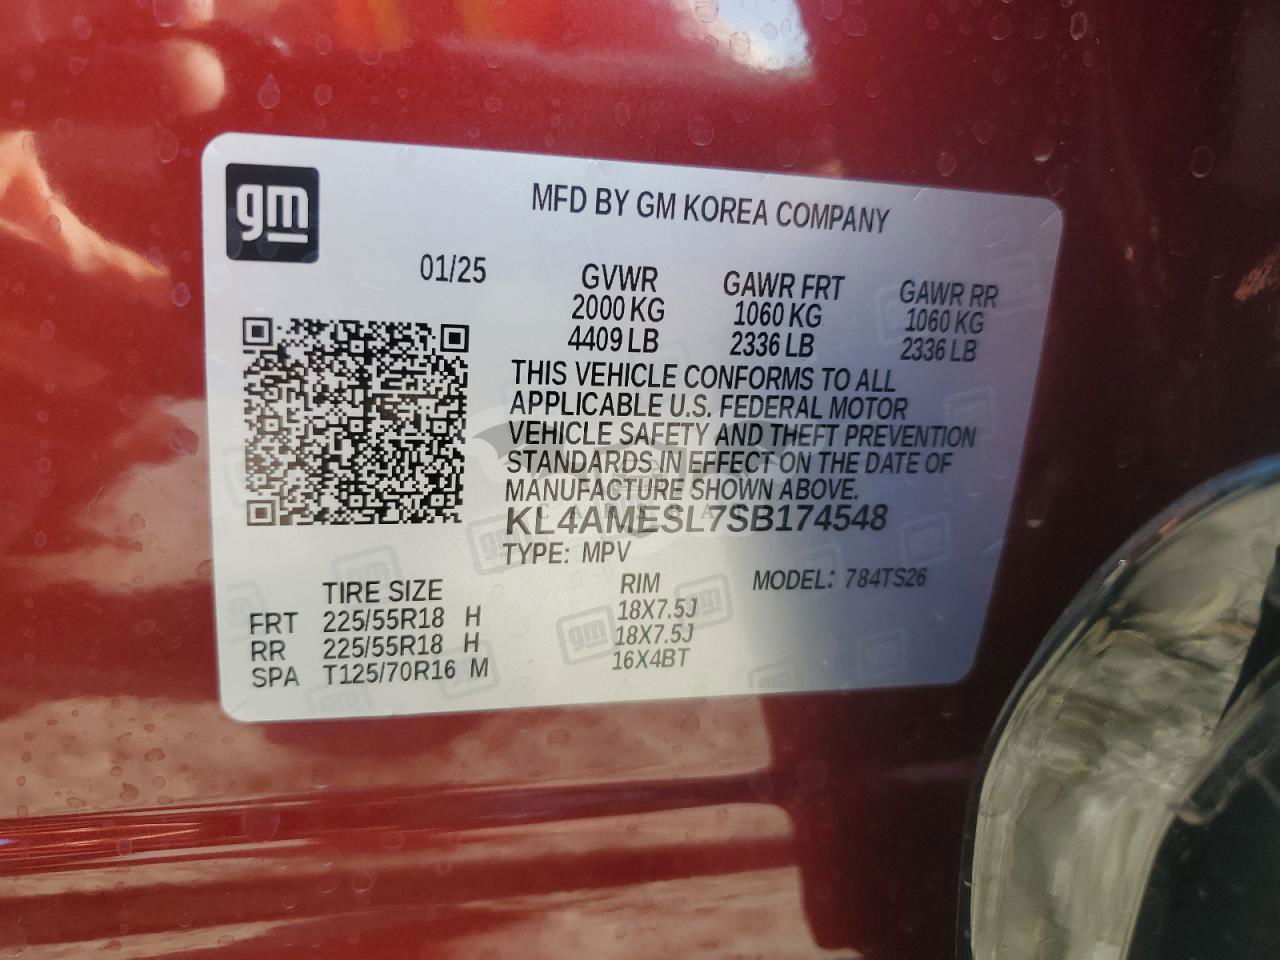 gm
MFD BY GM KOREA COMPANY
01/25
GVWR GAWR FRT GAWR RR
2000 KG 1060 KG 1060 KG
4409 LB 2336 LB 2336 LB
THIS VEHICLE CONFORMS TO ALL
APPLICABLE U.S. FEDERAL MOTOR
VEHICLE SAFETY AND THEFT PREVENTION
STANDARDS IN EFFECT ON THE DATE OF
MANUFACTURE SHOWN ABOVE.
KL4AMESL7SB174548
TYPE: MPV
TIRE SIZE RIM MODEL: 784TS26
FRT 225/55R18 H 18X7.5J
RR 225/55R18 H 18X7.5J
SPA T125/70R16 M 16X4BT